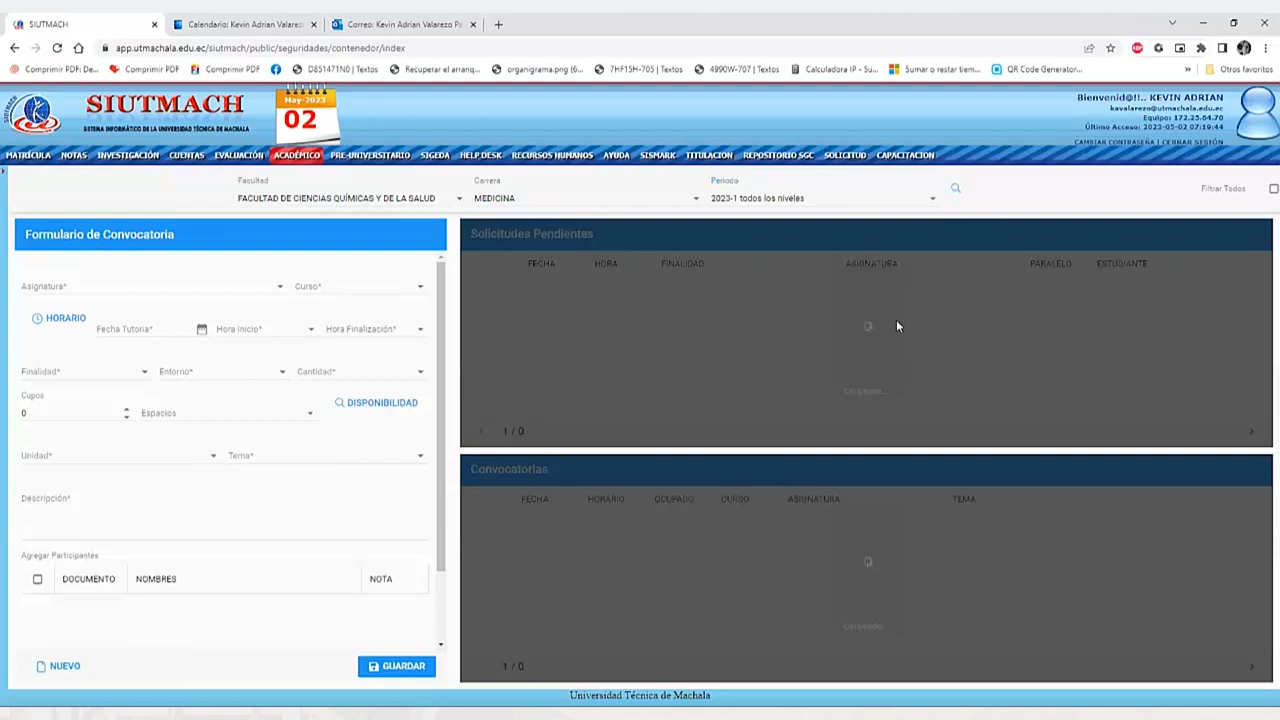 SIUTMACH
Calendario: Kevin Adrian Valarez
Correo: Kevin Adrian Valarezo P
app.utmachala.edu.ec/siutmach/public/seguridades/contenedor/index
Comprimir PDF: De... Comprimir PDF Comprimir PDF D851471N0 | Textos Recuperar el arranq... organigrama.png (6... 7HF15H-705 | Textos 4990W-707 | Textos Calculadora IP - Su... Sumar o restar tiem... QR Code Generator... » Otros favoritos
SIUTMACH
SISTEMA INFORMÁTICO DE LA UNIVERSIDAD TÉCNICA DE MACHALA
May-2023
02
Bienvenid@!!.. KEVIN ADRIAN
kavalarezo@utmachala.edu.ec
Equipo: 172.25.64.70
Último Acceso: 2023-05-02 07:19:44
CAMBIAR CONTRASEÑA | CERRAR SESIÓN
MATRÍCULA NOTAS INVESTIGACIÓN CUENTAS EVALUACIÓN ACADÉMICO PRE-UNIVERSITARIO SIGEDA HELP DESK RECURSOS HUMANOS AYUDA SISMARK TITULACION REPOSITORIO SGC SOLICITUD CAPACITACION
Facultad Carrera Periodo
FACULTAD DE CIENCIAS QUÍMICAS Y DE LA SALUD MEDICINA 2023-1 todos los niveles Filtrar Todos
Formulario de Convocatoria
Asignatura* Curso*
HORARIO Fecha Tutoria* Hora Inicio* Hora Finalización*
Finalidad* Entorno* Cantidad*
Cupos
0 Espacios DISPONIBILIDAD
Unidad* Tema*
Descripción*
Agregar Participantes
DOCUMENTO NOMBRES NOTA
NUEVO GUARDAR
Solicitudes Pendientes
FECHA HORA FINALIDAD ASIGNATURA PARALELO ESTUDIANTE
Cargando...
1 / 0
Convocatorias
FECHA HORARIO OCUPADO CURSO ASIGNATURA TEMA
Cargando...
1 / 0
Universidad Técnica de Machala